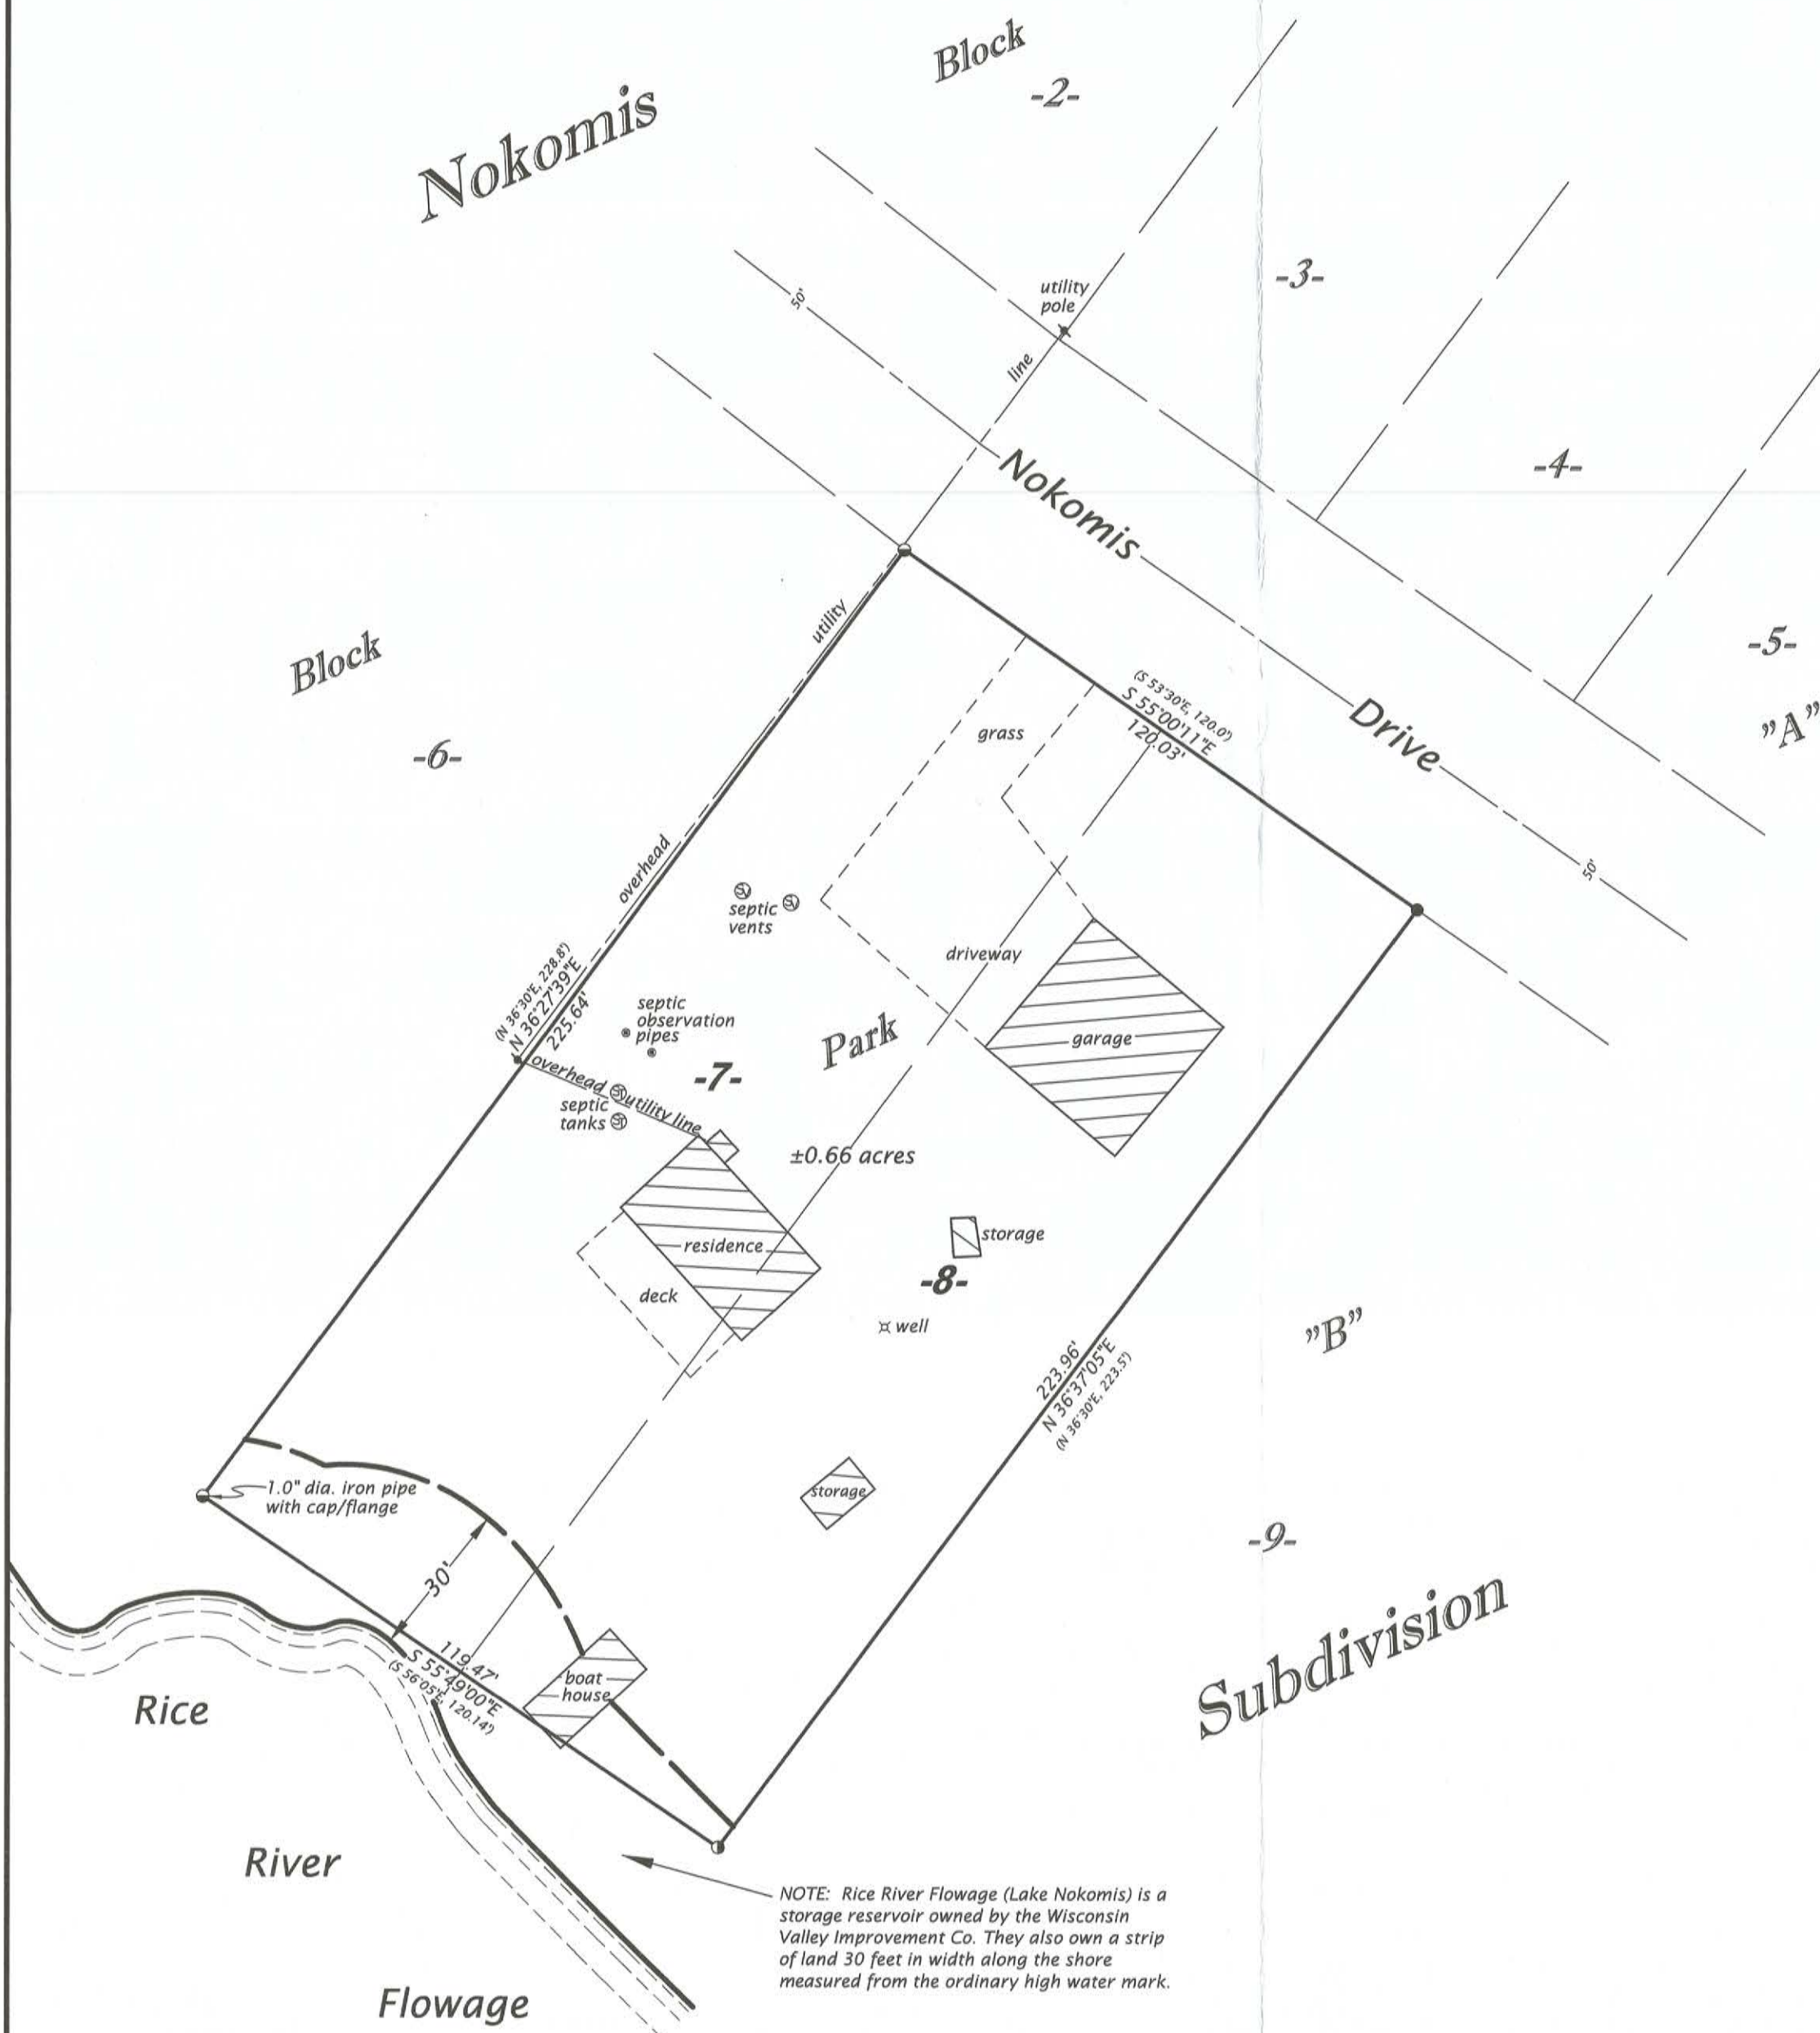 Block
-2-
Nokomis
-3-
utility
pole
50'
line
-4-
Nokomis
Drive
-5-
"A"
utility
Block
-6-
(S 53°30'E, 120.0')
S 55°00'11"E
120.03'
grass
50'
overhead
septic
vents
SV
SV
driveway
(N 36°30'E, 228.8')
N 36°27'39"E
225.64'
septic
observation
pipes
Park
garage
-7-
overhead utility line
ST
septic
tanks
ST
±0.66 acres
storage
residence
-8-
deck
well
"B"
223.96'
N 36°37'05"E
(N 36°30'E, 223.5')
1.0" dia. iron pipe
with cap/flange
storage
-9-
30'
Subdivision
119.47'
S 55°49'00"E
(S 56°05'E, 120.14')
boat
house
Rice
River
Flowage
NOTE: Rice River Flowage (Lake Nokomis) is a
storage reservoir owned by the Wisconsin
Valley Improvement Co. They also own a strip
of land 30 feet in width along the shore
measured from the ordinary high water mark.